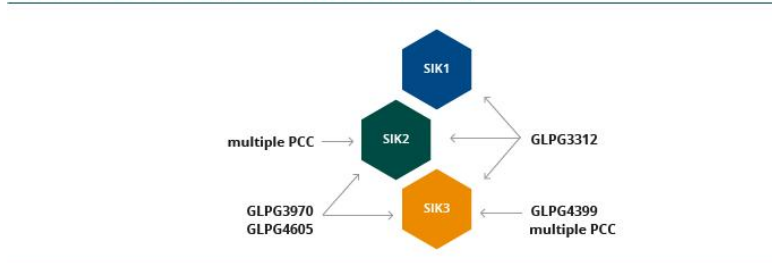 SIK1
multiple PCC
SIK2
GLPG3312
GLPG3970
GLPG4605
SIK3
GLPG4399
multiple PCC